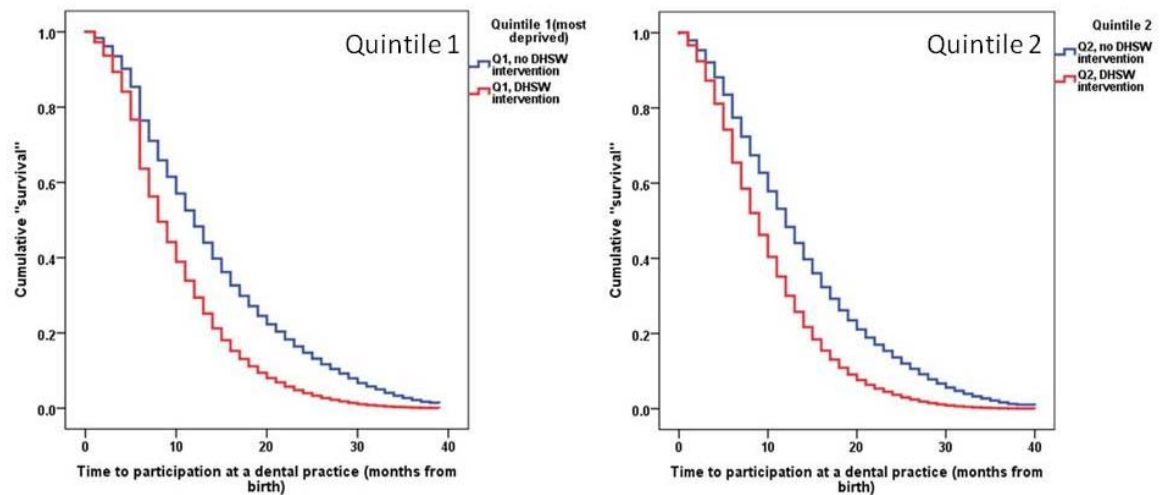 Quintile 1(most
deprived)
Q1, no DHSW
intervention
Q1, DHSW
intervention
Quintile 1
1.0
0.8
0.6
0.4
0.2
0.0
Cumulative "survival"
0
10
20
30
40
Time to participation at a dental practice (months from
birth)
Quintile 2
Q2, no DHSW
intervention
Q2, DHSW
intervention
Quintile 2
1.0
0.8
0.6
0.4
0.2
0.0
Cumulative "survival"
0
10
20
30
40
Time to participation at a dental practice (months from
birth)